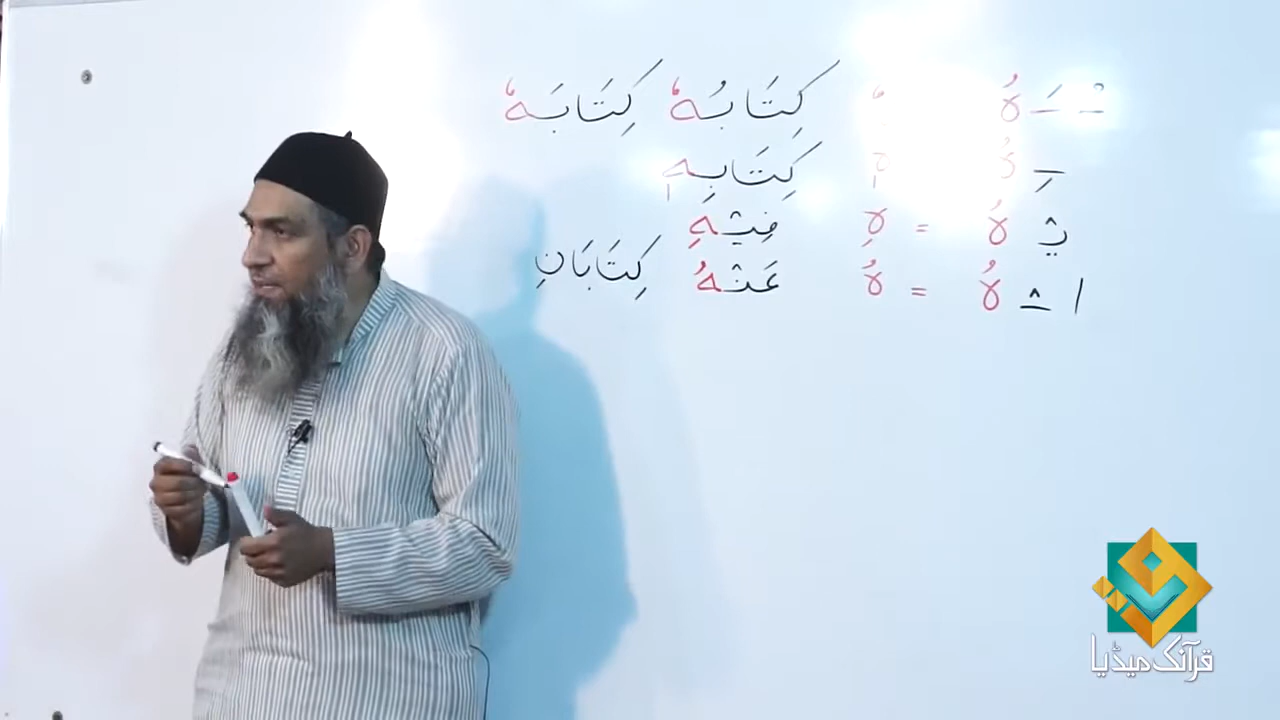 ـُـ ـَـ هُ ٗ كِتَابُهٗ كِتَابَهٗ
ـِـ هُ ٖ كِتَابِهٖ
يْ هُ = هِ فِيْهِ
ا ـْـ هُ = هُ عَنْهُ كِتَابَانِ
قرآنک میڈیا